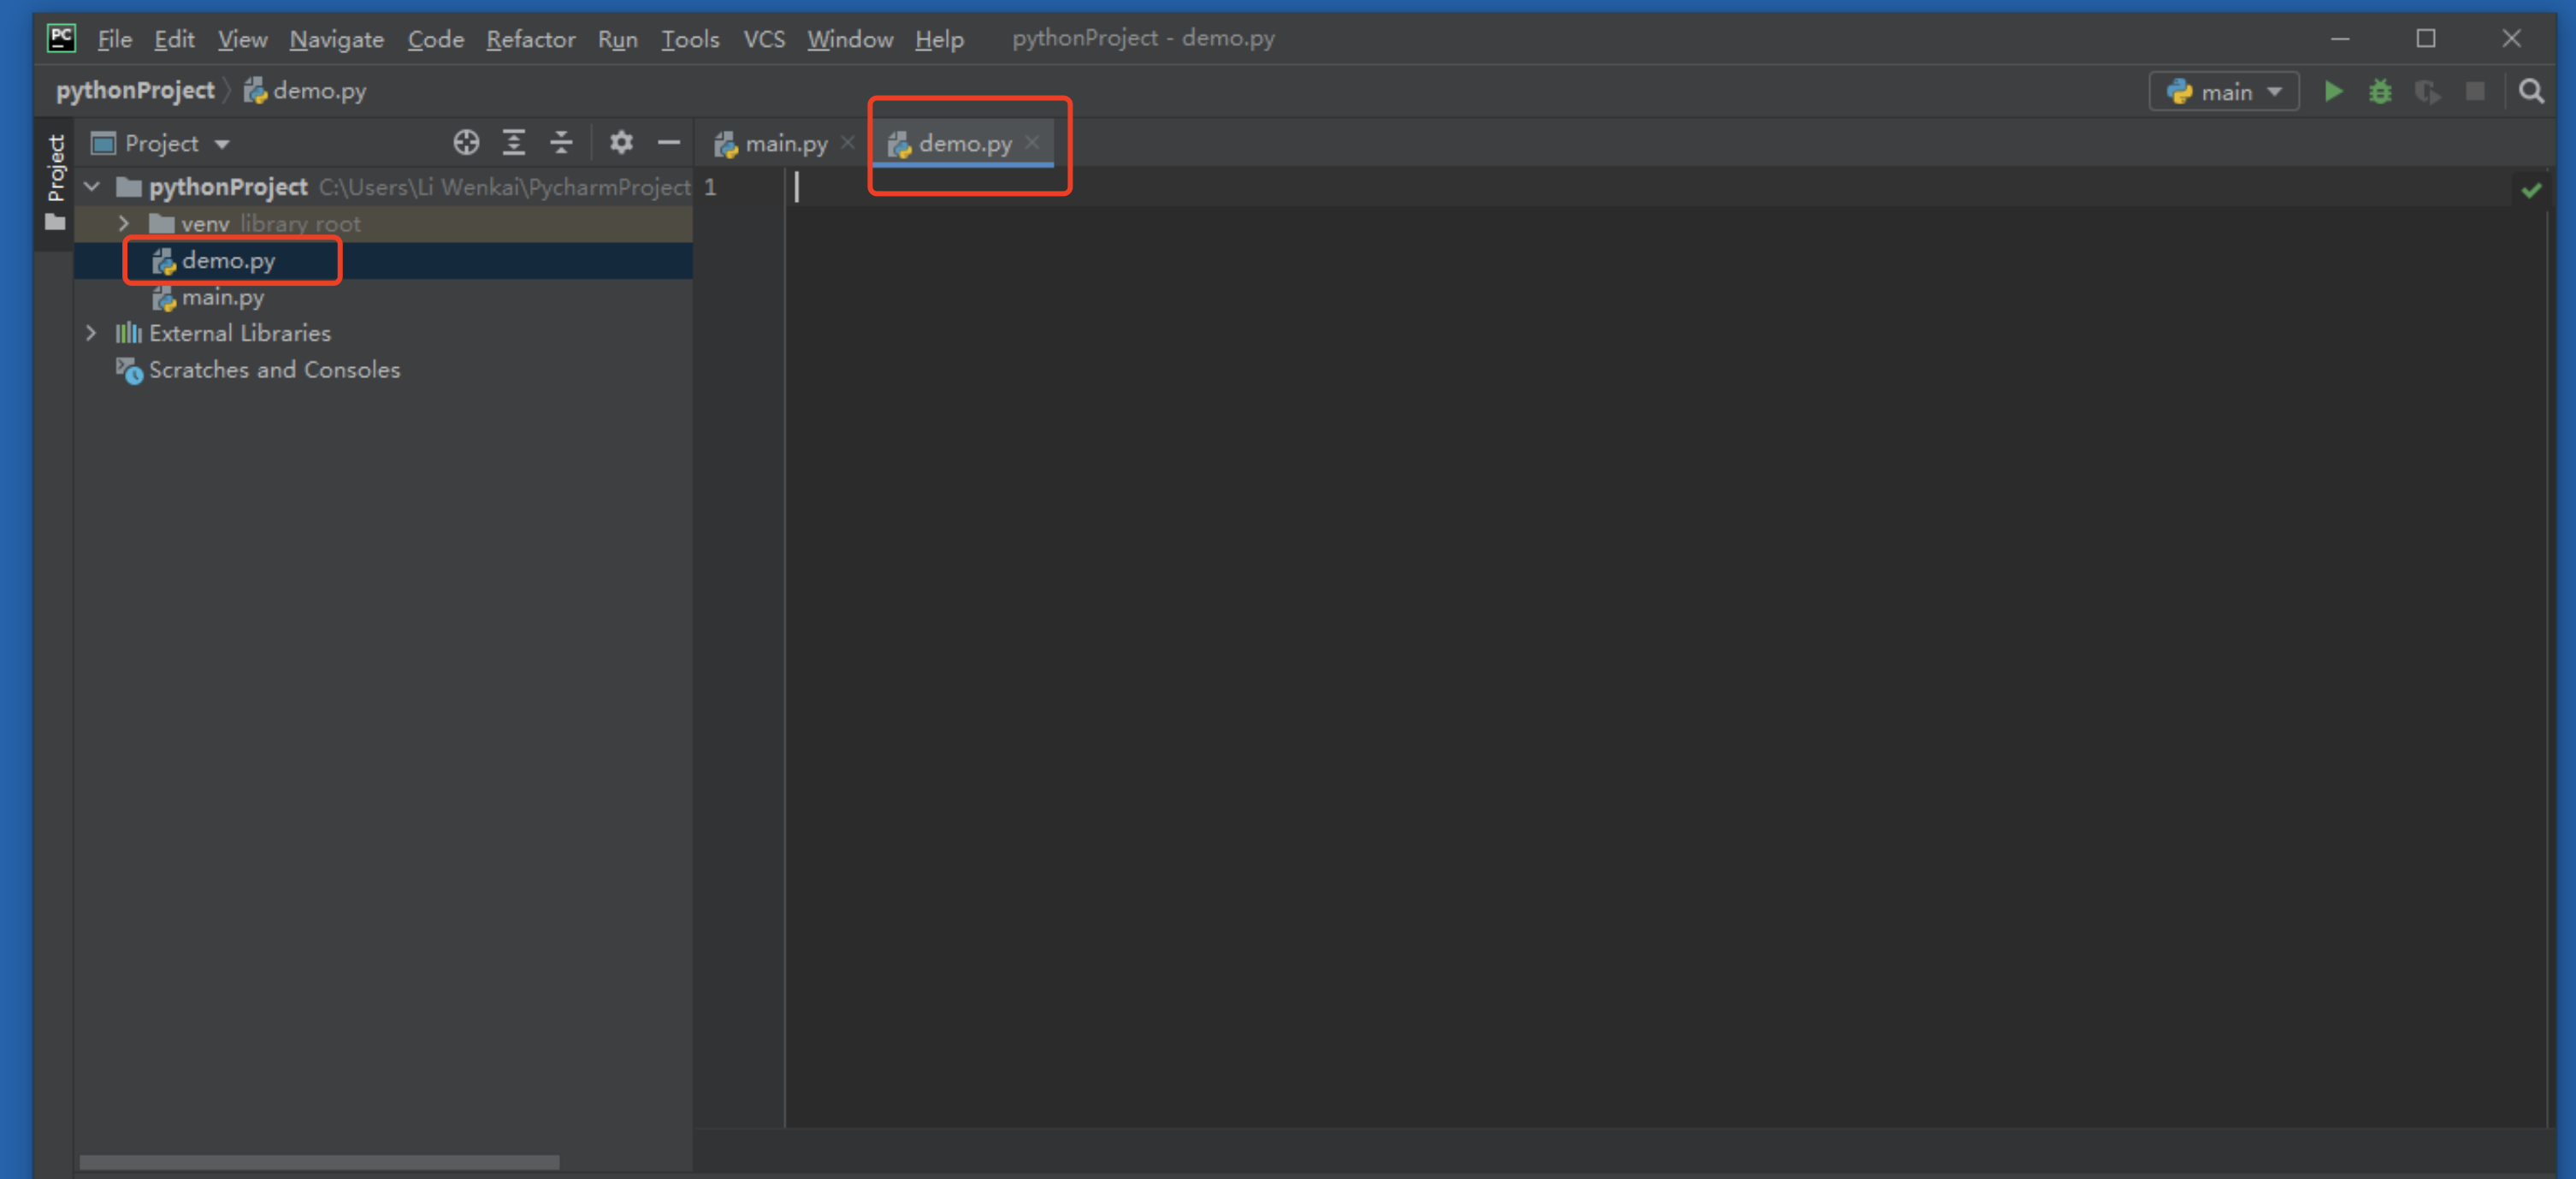 PC File Edit View Navigate Code Refactor Run Tools VCS Window Help pythonProject - demo.py
pythonProject demo.py main
Project
Project main.py demo.py
pythonProject C:\Users\Li Wenkai\PycharmProject 1
venv library root
demo.py
main.py
External Libraries
Scratches and Consoles